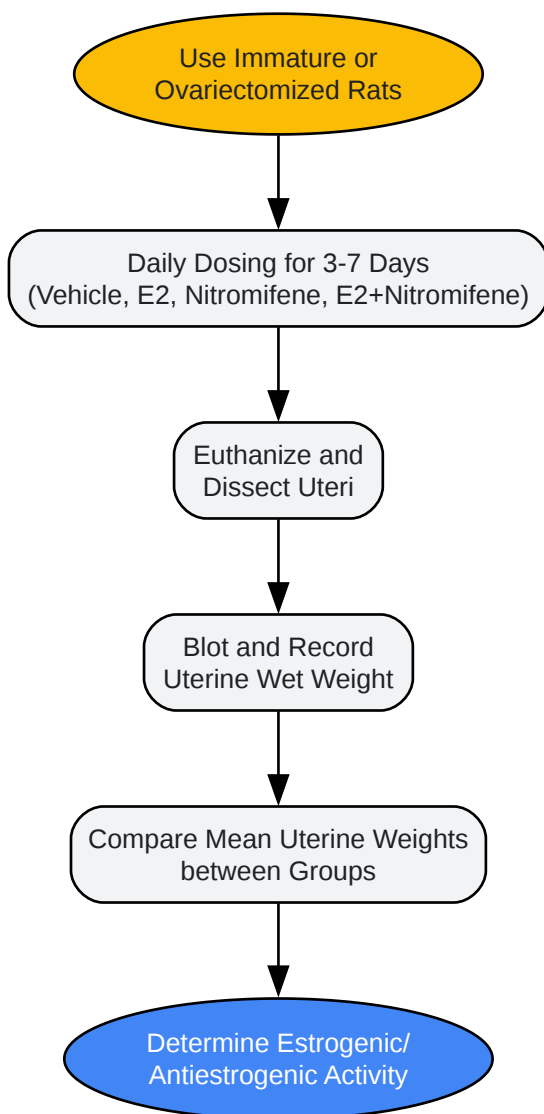 Use Immature or
Ovariectomized Rats
Daily Dosing for 3-7 Days
(Vehicle, E2, Nitromifene, E2+Nitromifene)
Euthanize and
Dissect Uteri
Blot and Record
Uterine Wet Weight
Compare Mean Uterine Weights
between Groups
Determine Estrogenic/
Antiestrogenic Activity